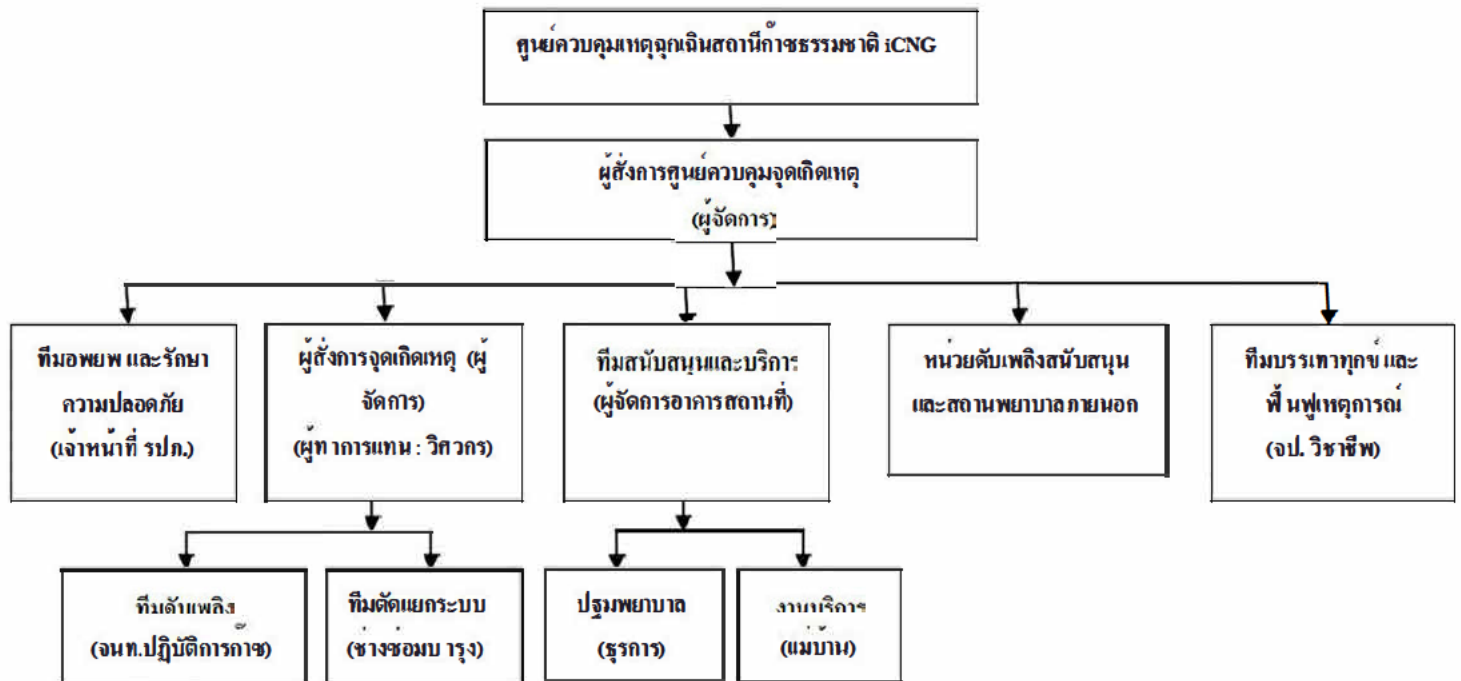 ศูนย์ควบคุมเหตุฉุกเฉินสถานีก๊าซธรรมชาติ iCNG
ผู้สั่งการศูนย์ควบคุมจุดเกิดเหตุ
(ผู้จัดการ)
ทีมอพยพ และรักษา
ความปลอดภัย
(เจ้าหน้าที่ รปภ.)
ผู้สั่งการจุดเกิดเหตุ (ผู้
จัดการ)
(ผู้ท าการแทน : วิศวกร)
ทีมสนับสนุนและบริการ
(ผู้จัดการอาคารสถานที่)
หน่วยดับเพลิงสนับสนุน
และสถานพยาบาลภายนอก
ทีมบรรเทาทุกข์ และ
ฟื้นฟูเหตุการณ์
(จป. วิชาชีพ)
ทีมดับเพลิง
(จนท.ปฏิบัติการก๊าซ)
ทีมตัดแยกระบบ
(ช่างซ่อมบ ารุง)
ปฐมพยาบาล
(ธุรการ)
งานบริการ
(แม่บ้าน)